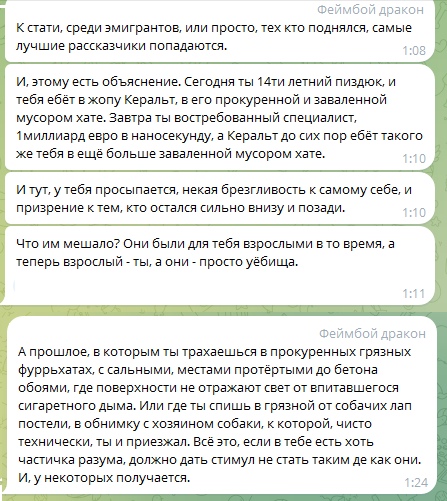 Феймбой дракон
К стати, среди эмигрантов, или просто, тех кто поднялся, самые
лучшие рассказчики попадаются.
1:08
И, этому есть объяснение. Сегодня ты 14ти летний пиздюк, и
тебя ебёт в жопу Керальт, в его прокуренной и заваленной
мусором хате. Завтра ты востребованный специалист,
1миллиард евро в наносекунду, а Керальт до сих пор ебёт такого
же тебя в ещё больше заваленной мусором хате.
1:10
И тут, у тебя просыпается, некая брезгливость к самому себе, и
призрение к тем, кто остался сильно внизу и позади.
1:10
Что им мешало? Они были для тебя взрослыми в то время, а
теперь взрослый - ты, а они - просто уёбища.
1:11
Феймбой дракон
А прошлое, в которым ты трахаешься в прокуренных грязных
фуррьхатах, с сальными, местами протёртыми до бетона
обоями, где поверхности не отражают свет от впитавшегося
сигаретного дыма. Или где ты спишь в грязной от собачих лап
постели, в обнимку с хозяином собаки, к которой, чисто
технически, ты и приезжал. Всё это, если в тебе есть хоть
частичка разума, должно дать стимул не стать таким де как они.
И, у некоторых получается.
1:24